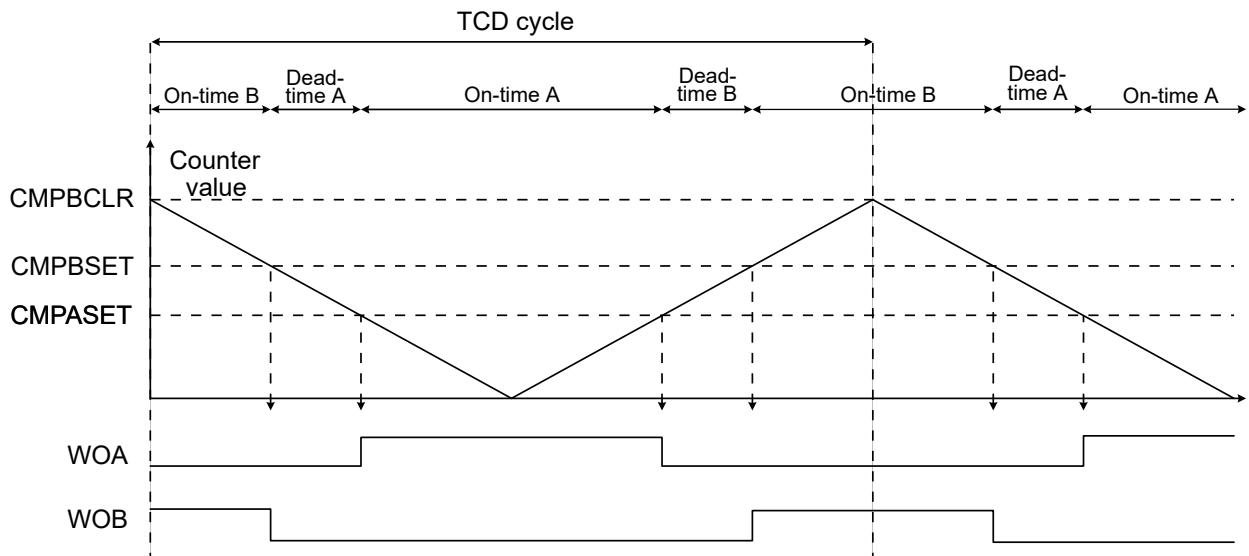 TCD cycle
On-time B
Dead-
time A
On-time A
Dead-
time B
On-time B
Dead-
time A
On-time A
Counter
value
CMPBCLR
CMPBSET
CMPASET
WOA
WOB